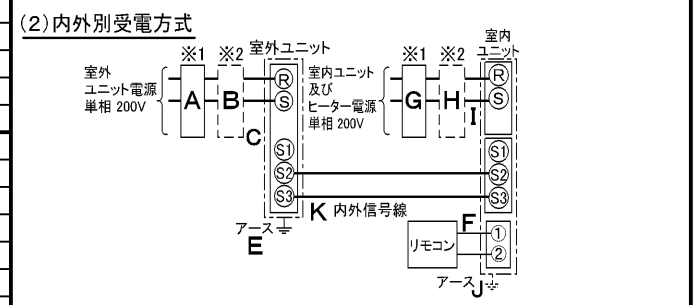 (2)内外別受電方式
※1 ※2 室外ユニット
室外
ユニット電源
単相 200V
A B
C
R
S
S1
S2
S3
アース
E
※1 ※2
室内
ユニット
室内ユニット
及び
ヒーター電源
単相 200V
G H
I
R
S
S1
S2
S3
K 内外信号線
F
リモコン
①
②
アース J